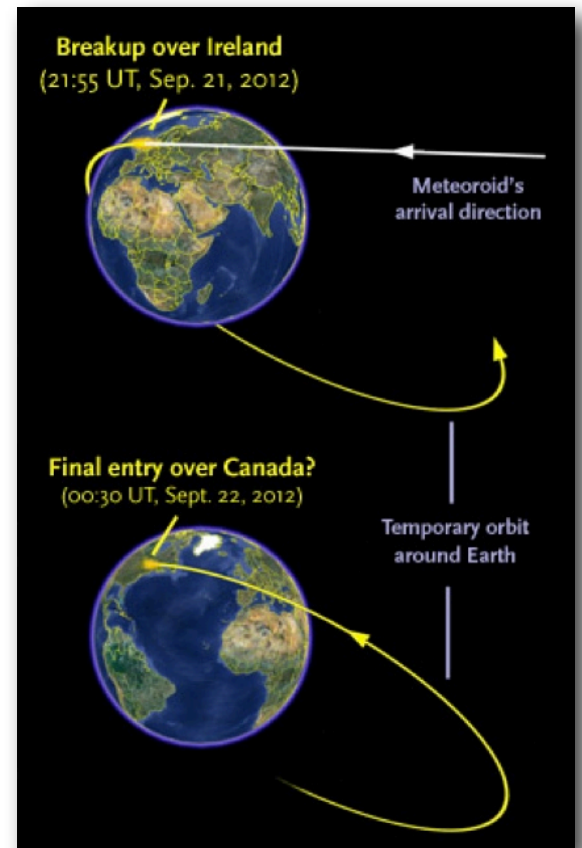 Breakup over Ireland
(21:55 UT, Sep. 21, 2012)
Meteoroid's
arrival direction
Final entry over Canada?
(00:30 UT, Sept. 22, 2012)
Temporary orbit
around Earth